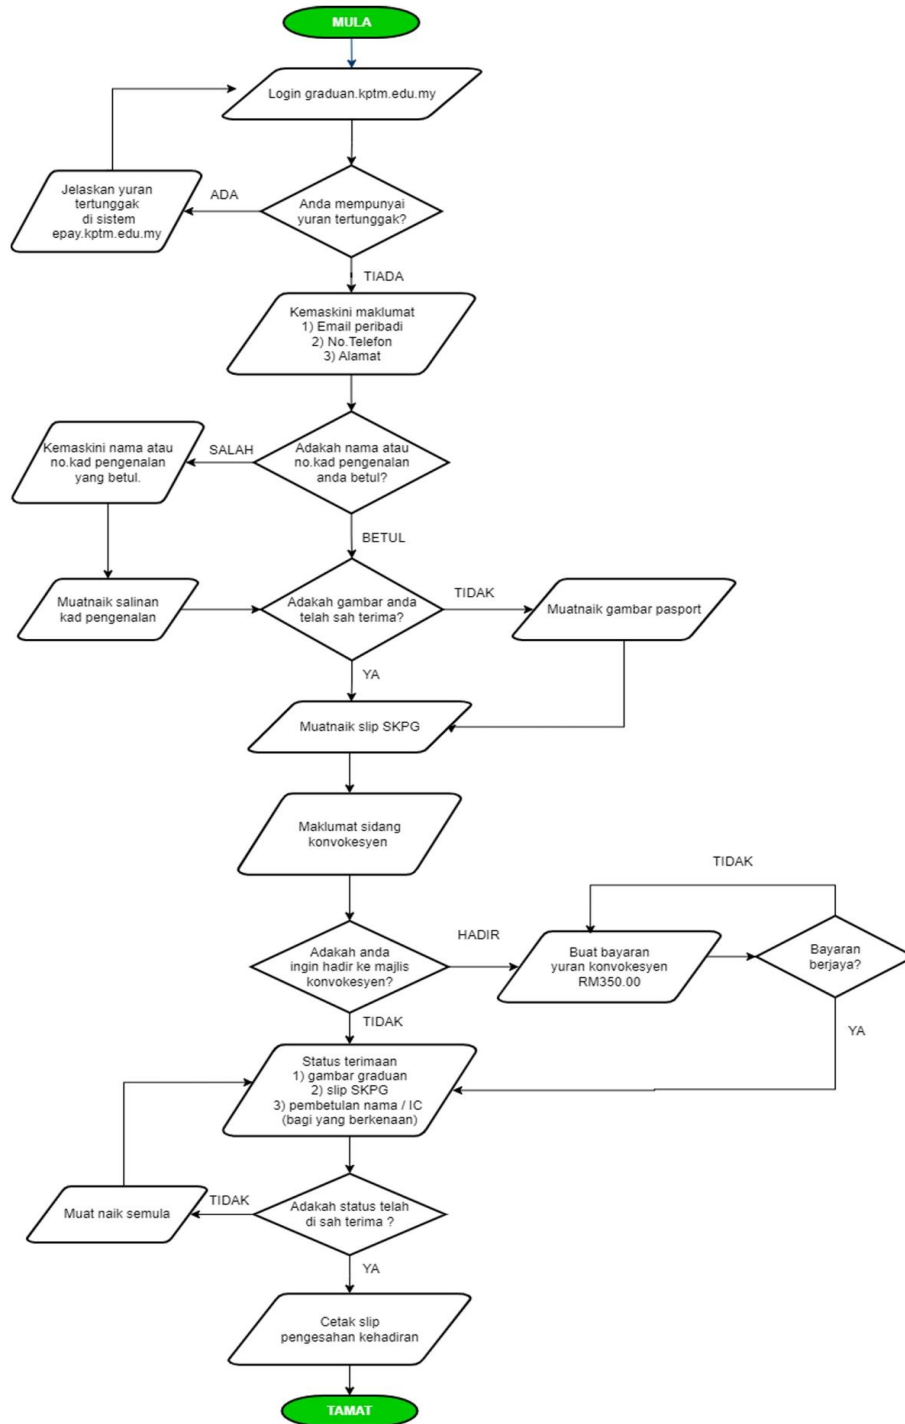 MULA
Login graduan.kptm.edu.my
Jelaskan yuran
tertunggak
di sistem
epay.kptm.edu.my
ADA
Anda mempunyai
yuran tertunggak?
TIADA
Kemaskini maklumat
1) Email peribadi
2) No.Telefon
3) Alamat
Kemaskini nama atau
no.kad pengenalan
yang betul.
SALAH
Adakah nama atau
no.kad pengenalan
anda betul?
BETUL
Muatnaik salinan
kad pengenalan
Adakah gambar anda
telah sah terima?
TIDAK
Muatnaik gambar pasport
YA
Muatnaik slip SKPG
Maklumat sidang
konvokesyen
TIDAK
Adakah anda
ingin hadir ke majlis
konvokesyen?
HADIR
Buat bayaran
yuran konvokesyen
RM350.00
Bayaran
berjaya?
TIDAK
YA
Status terimaan
1) gambar graduan
2) slip SKPG
3) pembetulan nama / IC
(bagi yang berkenaan)
Muat naik semula
TIDAK
Adakah status telah
di sah terima ?
YA
Cetak slip
pengesahan kehadiran
TAMAT